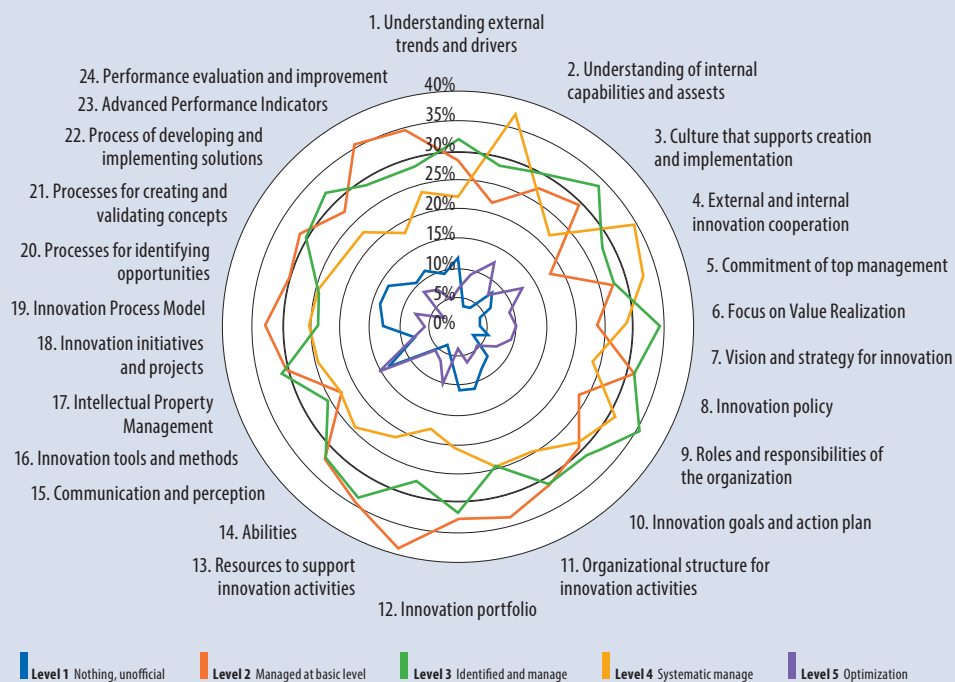 1. Understanding external
trends and drivers
2. Understanding of internal
capabilities and assests
3. Culture that supports creation
and implementation
4. External and internal
innovation cooperation
5. Commitment of top management
6. Focus on Value Realization
7. Vision and strategy for innovation
8. Innovation policy
9. Roles and responsibilities of
the organization
10. Innovation goals and action plan
11. Organizational structure for
innovation activities
12. Innovation portfolio
13. Resources to support
innovation activities
14. Abilities
15. Communication and perception
16. Innovation tools and methods
17. Intellectual Property
Management
18. Innovation initiatives
and projects
19. Innovation Process Model
20. Processes for identifying
opportunities
21. Processes for creating and
validating concepts
22. Process of developing and
implementing solutions
23. Advanced Performance Indicators
24. Performance evaluation and improvement
40%
35%
30%
25%
20%
15%
10%
5%
0%
Level 1 Nothing, unofficial
Level 2 Managed at basic level
Level 3 Identified and manage
Level 4 Systematic manage
Level 5 Optimization